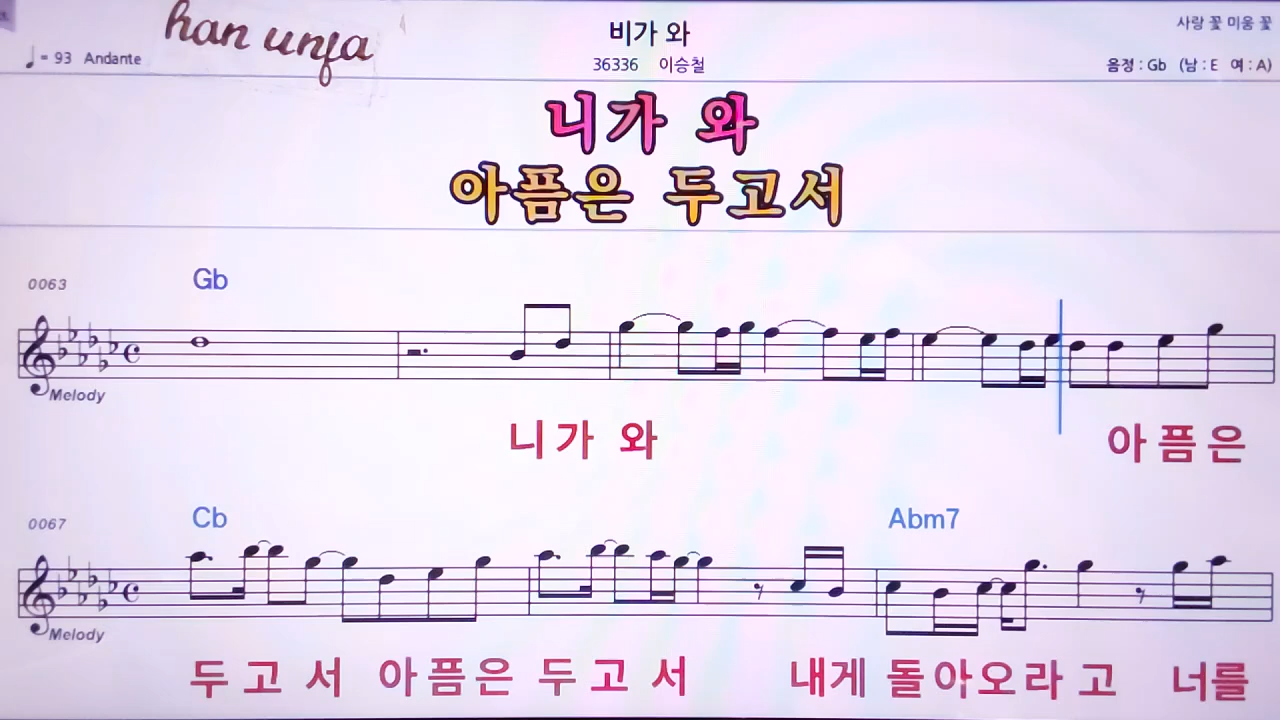 han unja
비가 와
사랑 꽃 미움 꽃
♩= 93 Andante
36336 이승철
음정 : Gb (남 : E 여 : A)
니가 와
아픔은 두고서
0063 Gb
Melody
니가 와 아픔은
0067 Cb Abm7
Melody
두고서 아픔은 두고서 내게 돌아오라고 너를